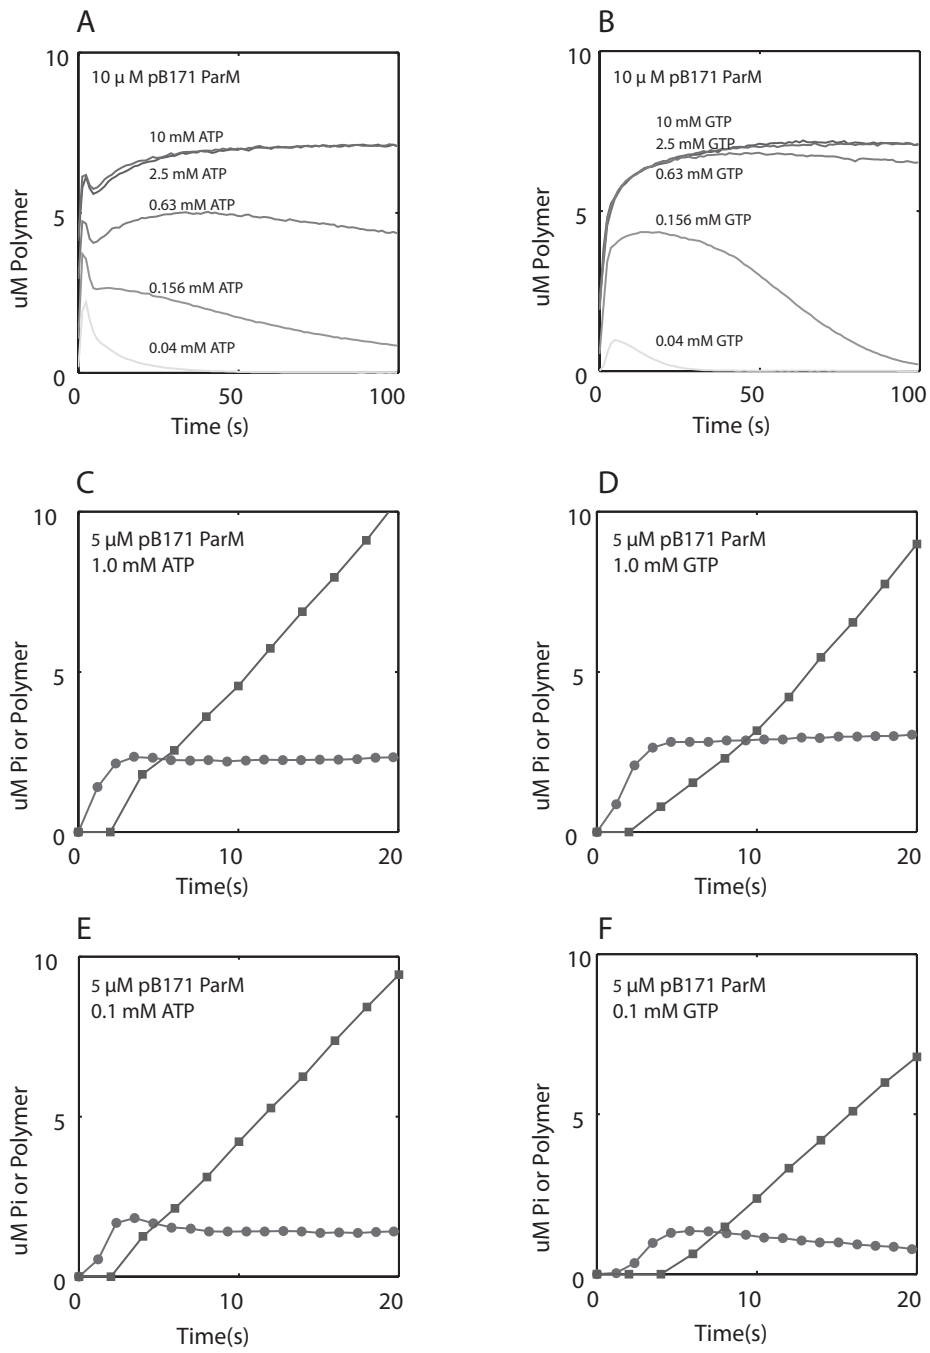 A
10
10 μ M pB171 ParM
10 mM ATP
2.5 mM ATP
0.63 mM ATP
0.156 mM ATP
0.04 mM ATP
5
0
uM Polymer
0
50
100
Time (s)
B
10
10 μ M pB171 ParM
10 mM GTP
2.5 mM GTP
0.63 mM GTP
0.156 mM GTP
0.04 mM GTP
5
0
uM Polymer
0
50
100
Time (s)
C
10
5 μM pB171 ParM
1.0 mM ATP
5
0
uM Pi or Polymer
0
10
20
Time(s)
D
10
5 μM pB171 ParM
1.0 mM GTP
5
0
uM Pi or Polymer
0
10
20
Time(s)
E
10
5 μM pB171 ParM
0.1 mM ATP
5
0
uM Pi or Polymer
0
10
20
Time(s)
F
10
5 μM pB171 ParM
0.1 mM GTP
5
0
uM Pi or Polymer
0
10
20
Time(s)